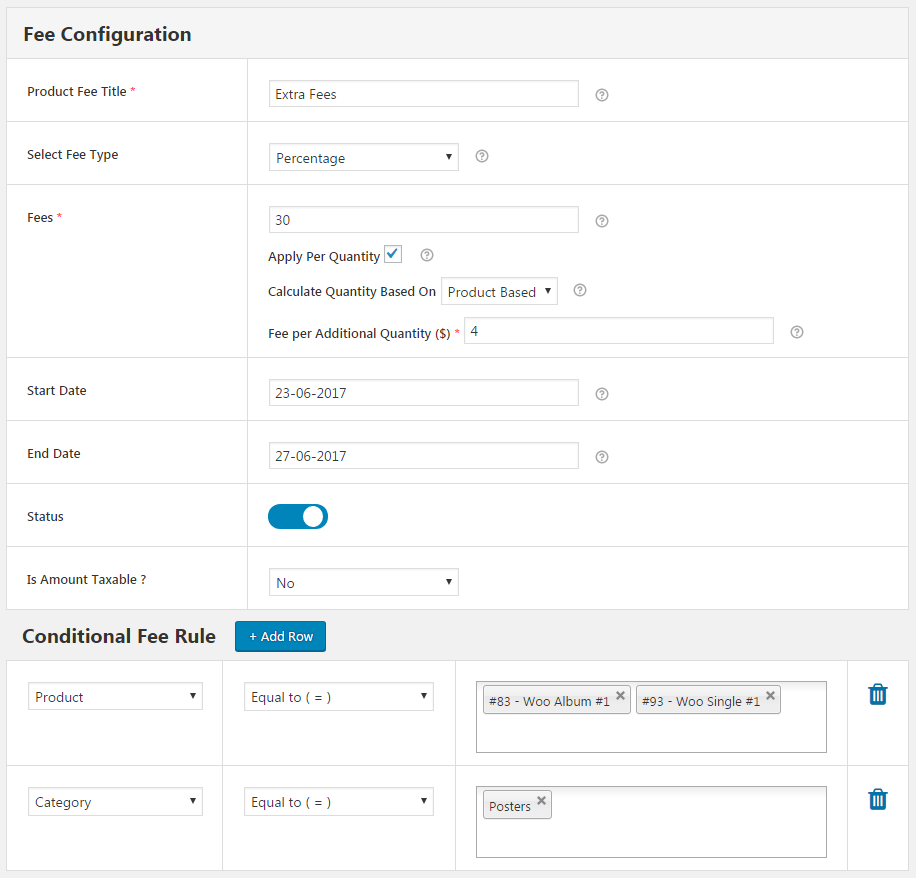 Fee Configuration
Product Fee Title *
Extra Fees
Select Fee Type
Percentage
Fees *
30
Apply Per Quantity
Calculate Quantity Based On Product Based
Fee per Additional Quantity ($) * 4
Start Date
23-06-2017
End Date
27-06-2017
Status
Is Amount Taxable ?
No
Conditional Fee Rule
+ Add Row
Product
Equal to ( = )
#83 - Woo Album #1 × #93 - Woo Single #1 ×
Category
Equal to ( = )
Posters ×